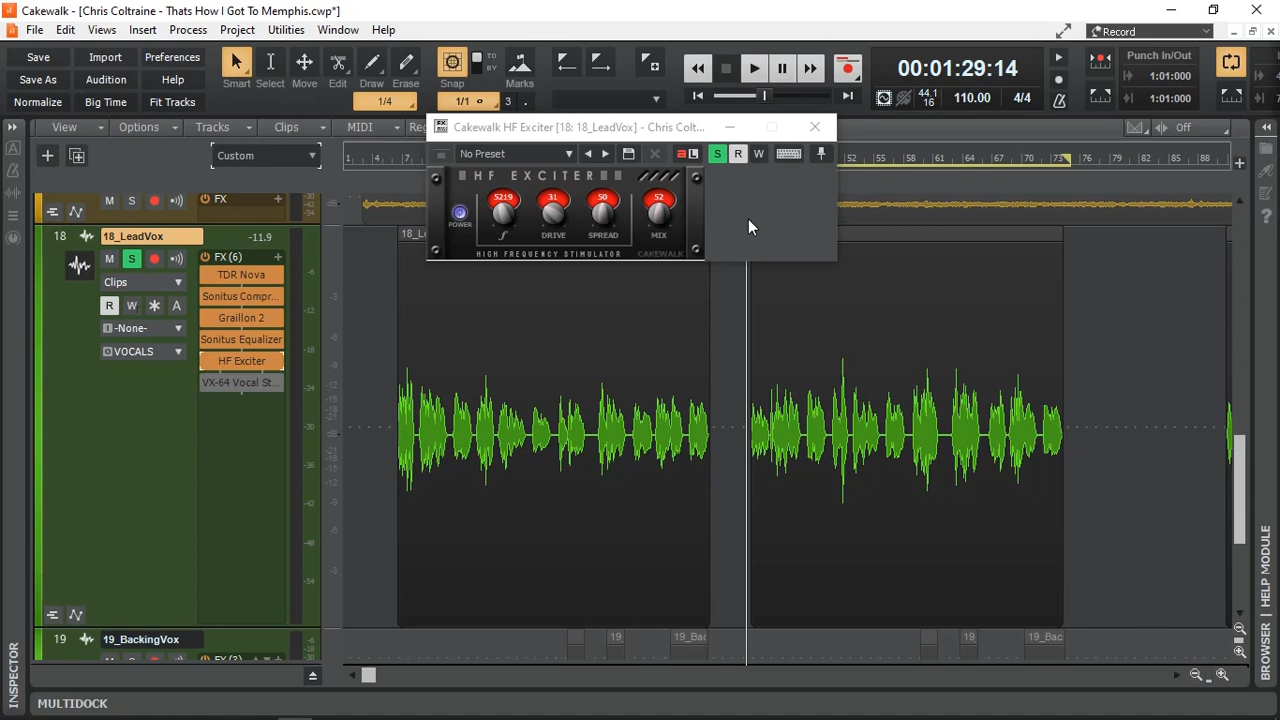 Cakewalk - [Chris Coltraine - Thats How I Got To Memphis.cwp*]
File Edit Views Insert Process Project Utilities Window Help
Record
Save Import Preferences
Save As Audition Help
Normalize Big Time Fit Tracks
Smart Select Move Edit Draw Erase Snap Marks
TO
BY
1/4 1/1 3 .
00:01:29:14
44.1
16
110.00 4/4
Punch In/Out
1:01:000
1:01:000
View Options Tracks Clips MIDI
Off
Custom
1 4 7 52 55 58 61 64 67 70 73 76 79 82 85 88
Cakewalk HF Exciter [18: 18_LeadVox] - Chris Colt...
No Preset
S R W
HF EXCITER
5219 31 50 52
POWER f DRIVE SPREAD MIX
HIGH FREQUENCY STIMULATOR CAKEWALK
M S FX +
18 18_LeadVox -11.9
M S FX (6) +
Clips
R W * A
-None-
VOCALS
TDR Nova
Sonitus Compr...
Graillon 2
Sonitus Equalizer
HF Exciter
VX-64 Vocal St...
19 19_BackingVox
19 19_Bac 19 19_Bac
INSPECTOR
BROWSER
HELP MODULE
MULTIDOCK